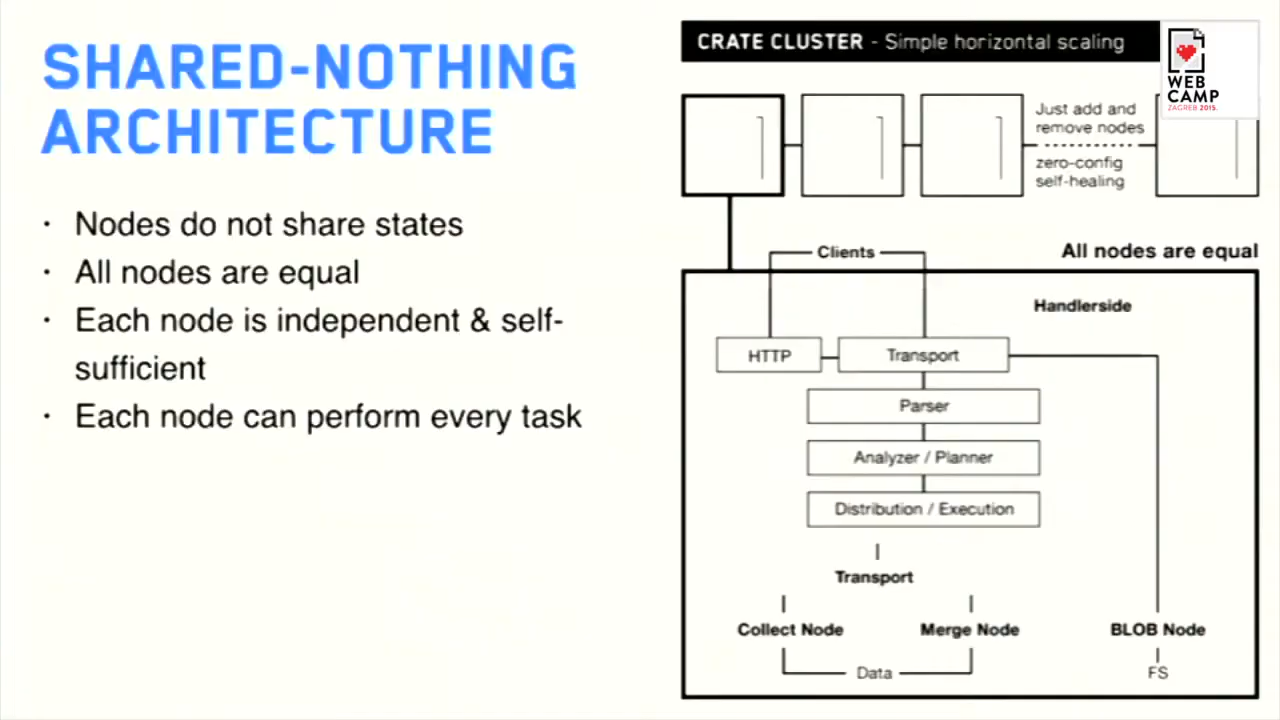 SHARED-NOTHING
ARCHITECTURE
· Nodes do not share states
· All nodes are equal
· Each node is independent & self-
sufficient
· Each node can perform every task
CRATE CLUSTER - Simple horizontal scaling
WEB
CAMP
ZAGREB 2015.
Just add and
remove nodes
zero-config
self-healing
All nodes are equal
Clients
Handlerside
HTTP
Transport
Parser
Analyzer / Planner
Distribution / Execution
Transport
Collect Node
Merge Node
BLOB Node
Data
FS